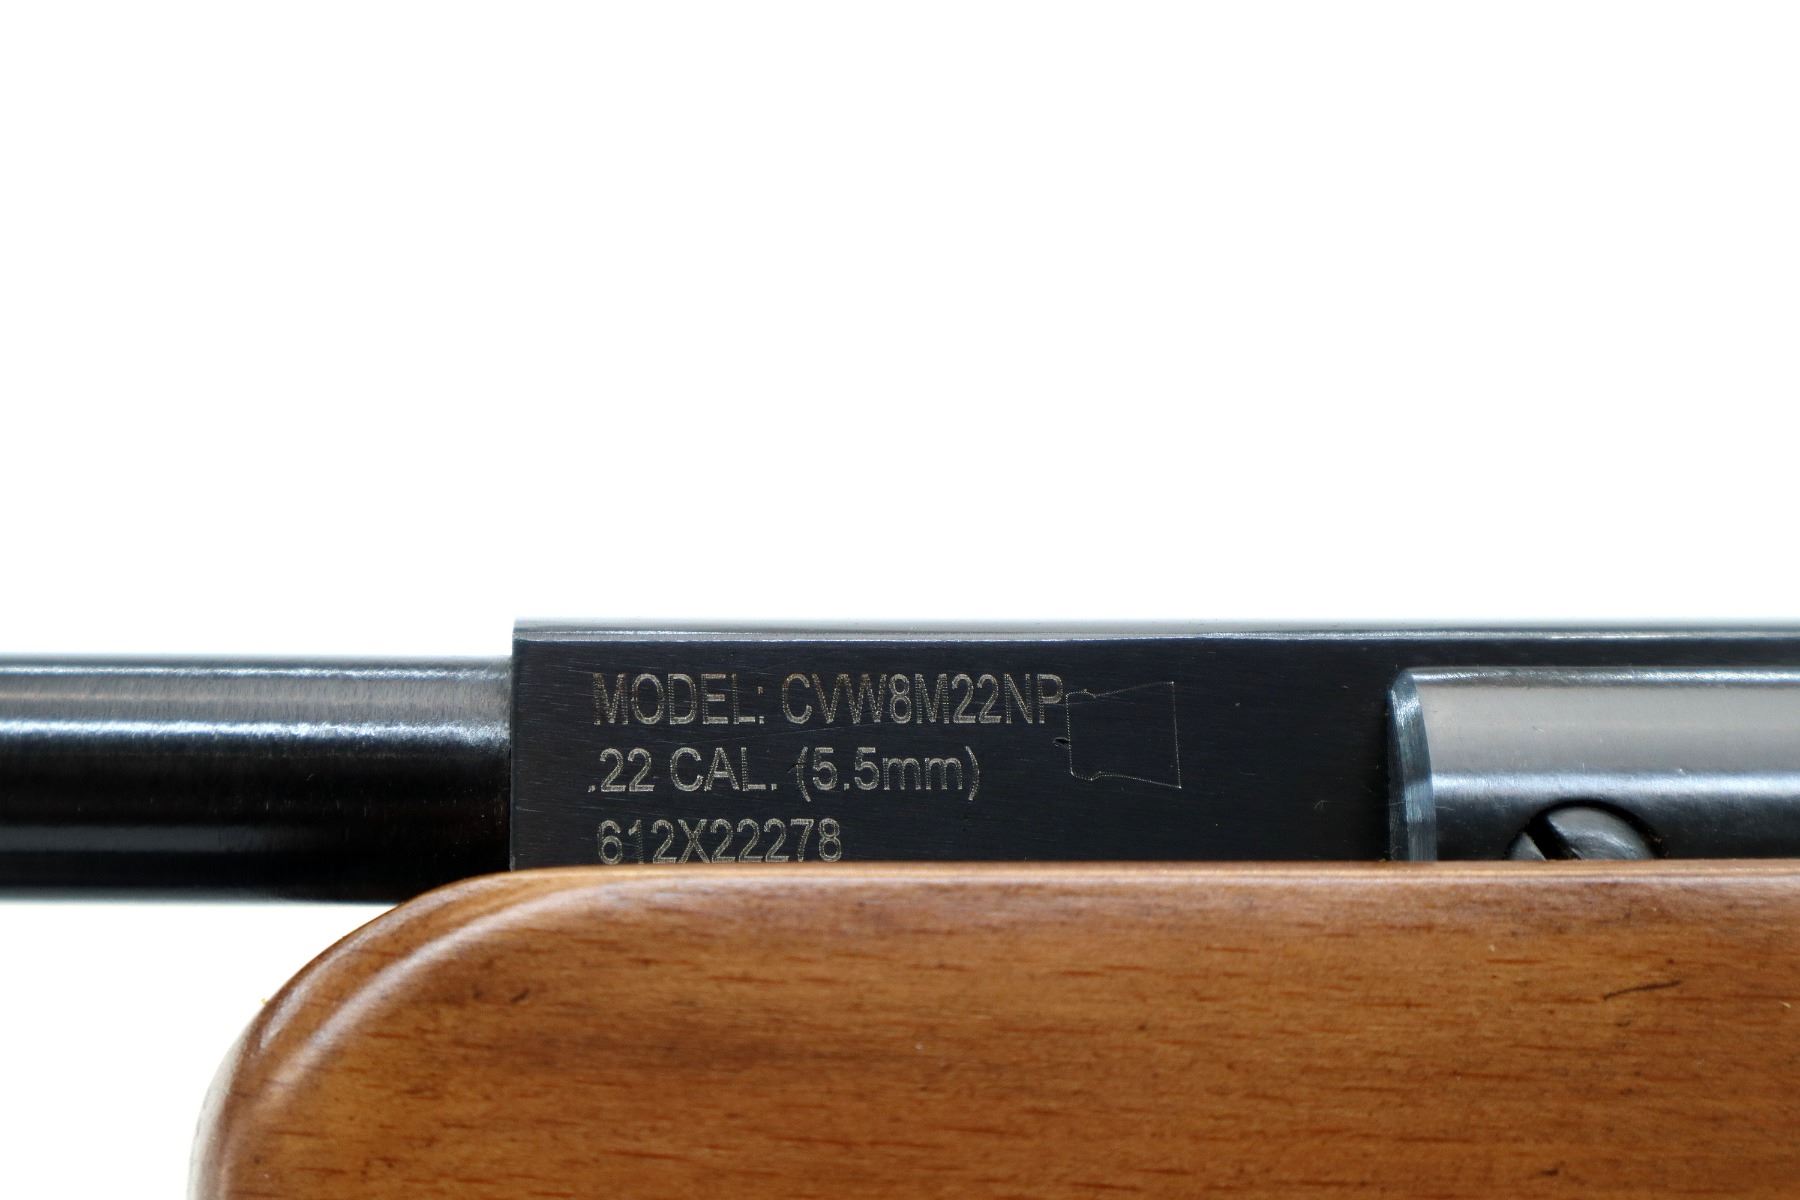 MODEL: CVW8M22NP
.22 CAL. (5.5mm)
612X22278